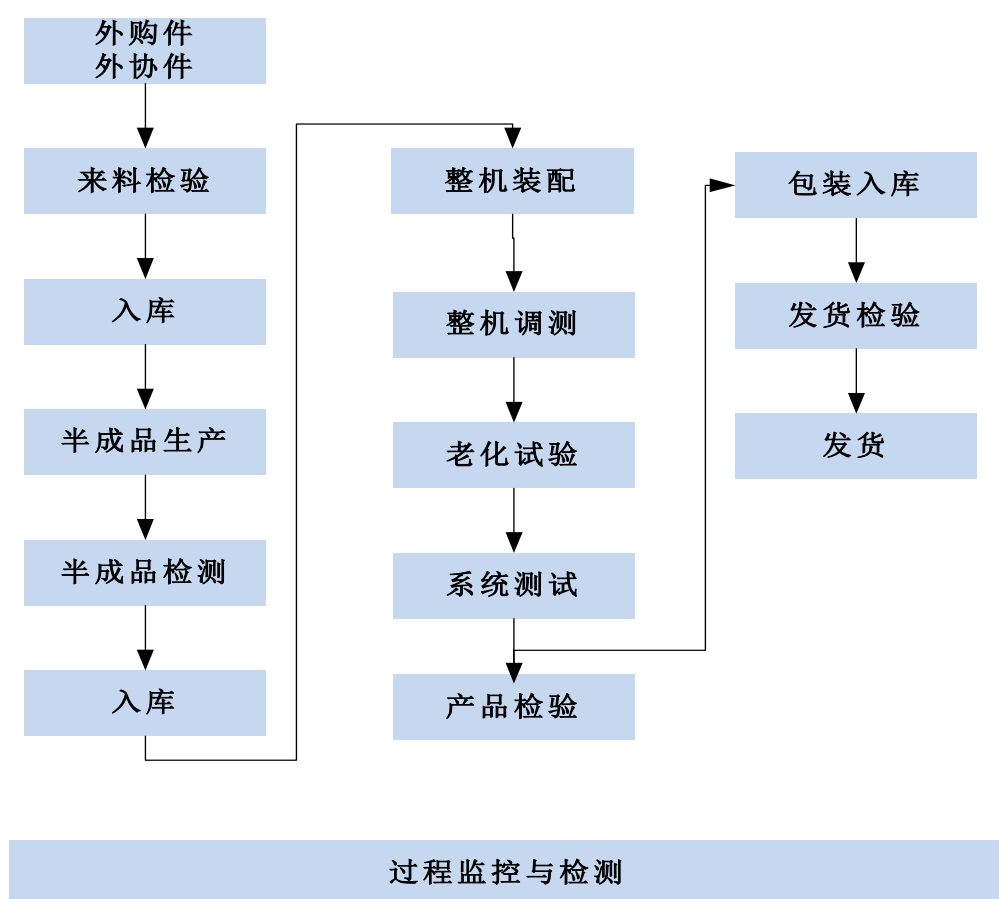 外购件
外协件
来料检验
入库
半成品生产
半成品检测
入库
整机装配
整机调测
老化试验
系统测试
产品检验
包装入库
发货检验
发货
过程监控与检测